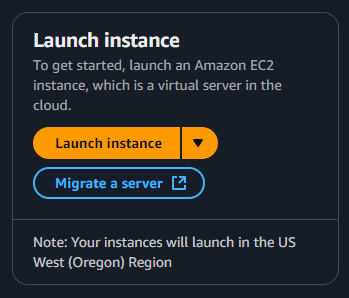 Launch instance
To get started, launch an Amazon EC2
instance, which is a virtual server in the
cloud.
Launch instance
Migrate a server
Note: Your instances will launch in the US
West (Oregon) Region